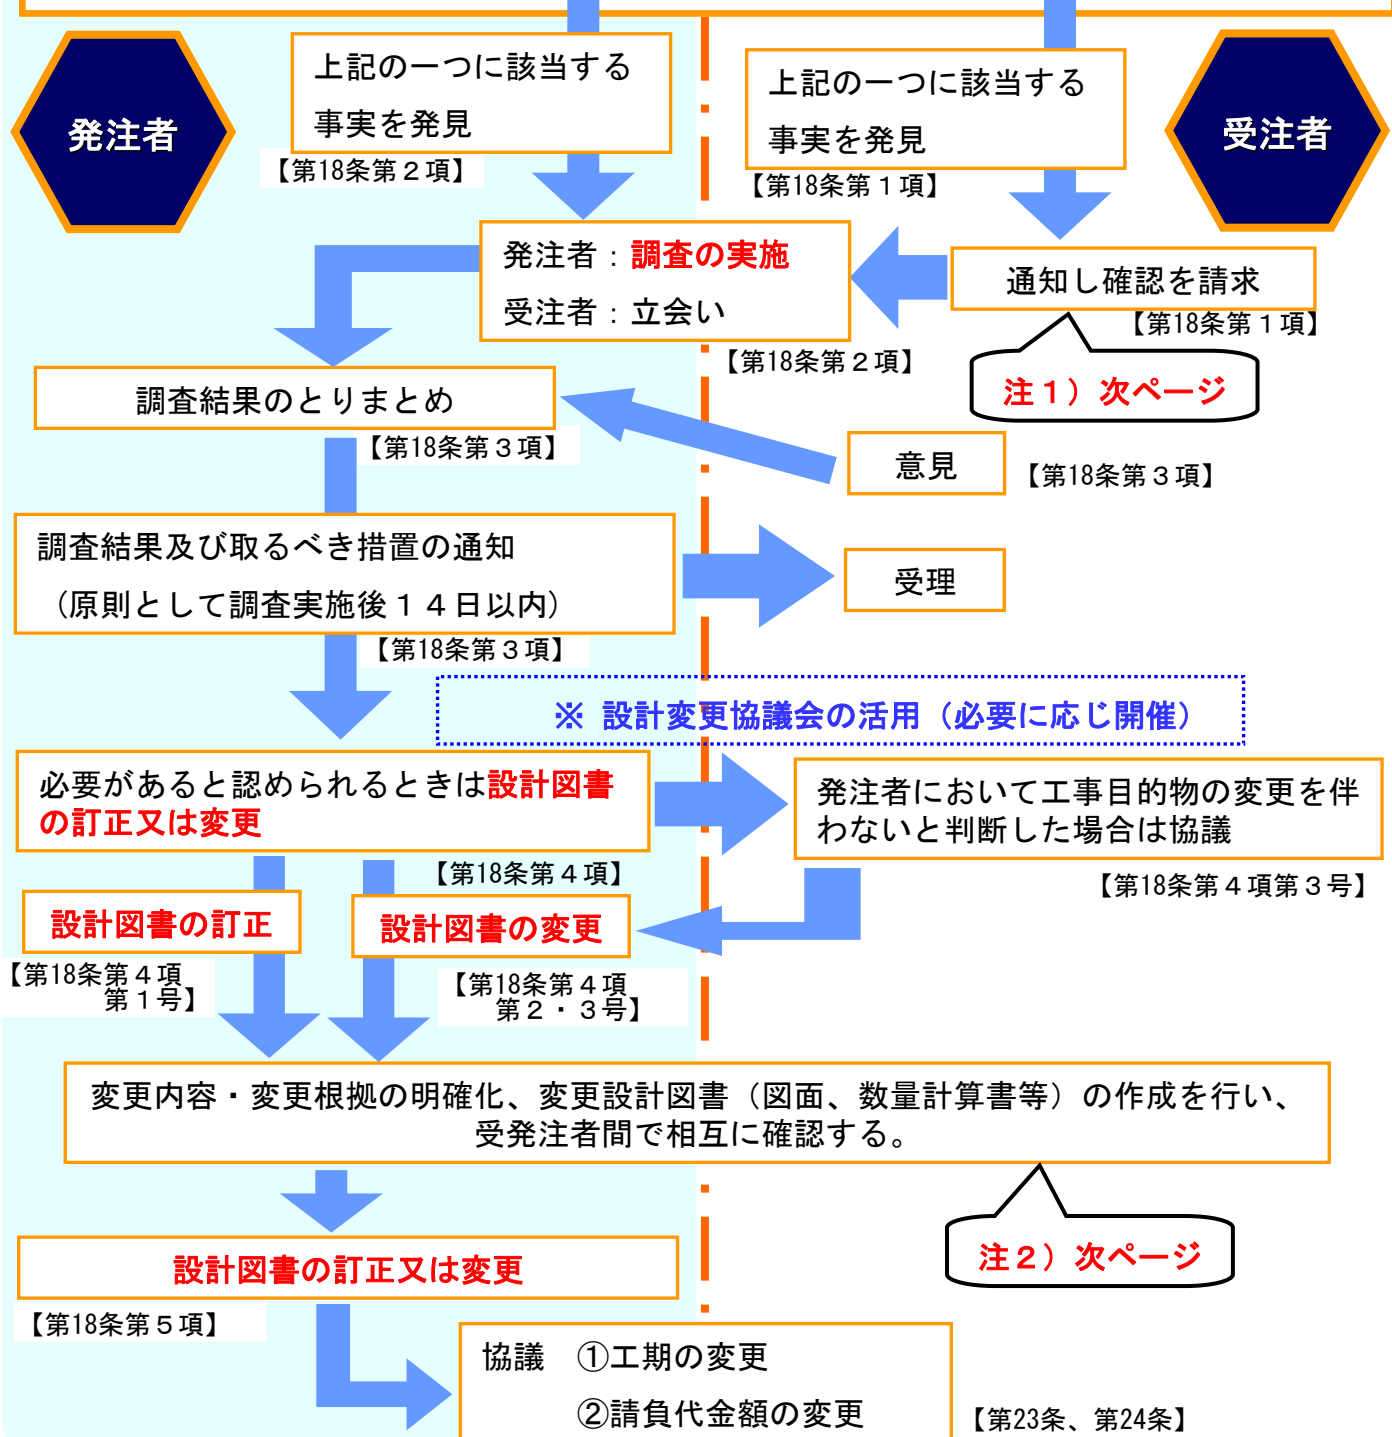 発注者
上記の一つに該当する
事実を発見
【第18条第２項】
上記の一つに該当する
事実を発見
【第18条第１項】
受注者
発注者：調査の実施
受注者：立会い
【第18条第２項】
通知し確認を請求
【第18条第１項】
注１）次ページ
調査結果のとりまとめ
【第18条第３項】
意見
【第18条第３項】
調査結果及び取るべき措置の通知
（原則として調査実施後１４日以内）
【第18条第３項】
受理
※ 設計変更協議会の活用（必要に応じ開催）
必要があると認められるときは設計図書
の訂正又は変更
【第18条第４項】
発注者において工事目的物の変更を伴
わないと判断した場合は協議
【第18条第４項第３号】
設計図書の訂正
【第18条第４項
第１号】
設計図書の変更
【第18条第４項
第２・３号】
変更内容・変更根拠の明確化、変更設計図書（図面、数量計算書等）の作成を行い、
受発注者間で相互に確認する。
注２）次ページ
設計図書の訂正又は変更
【第18条第５項】
協議　①工期の変更
②請負代金額の変更
【第23条、第24条】